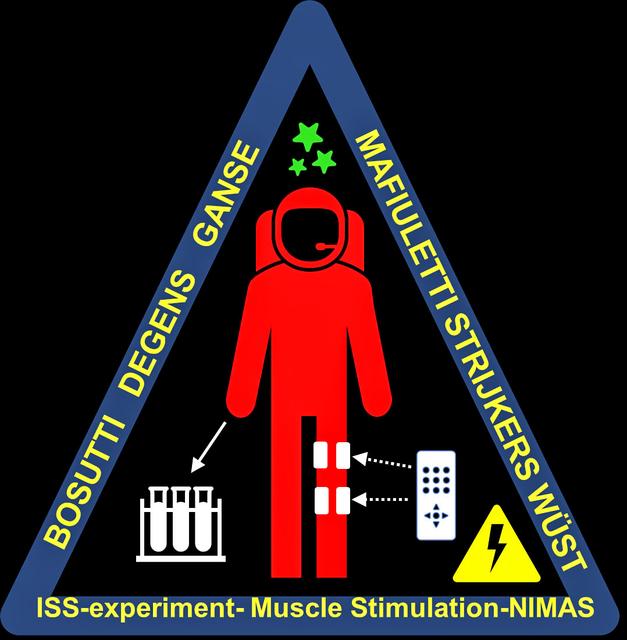 BOSUTTI DEGENS GANSE
MAFIULETTI STRIJKERS WÜST
ISS-experiment- Muscle Stimulation-NIMAS